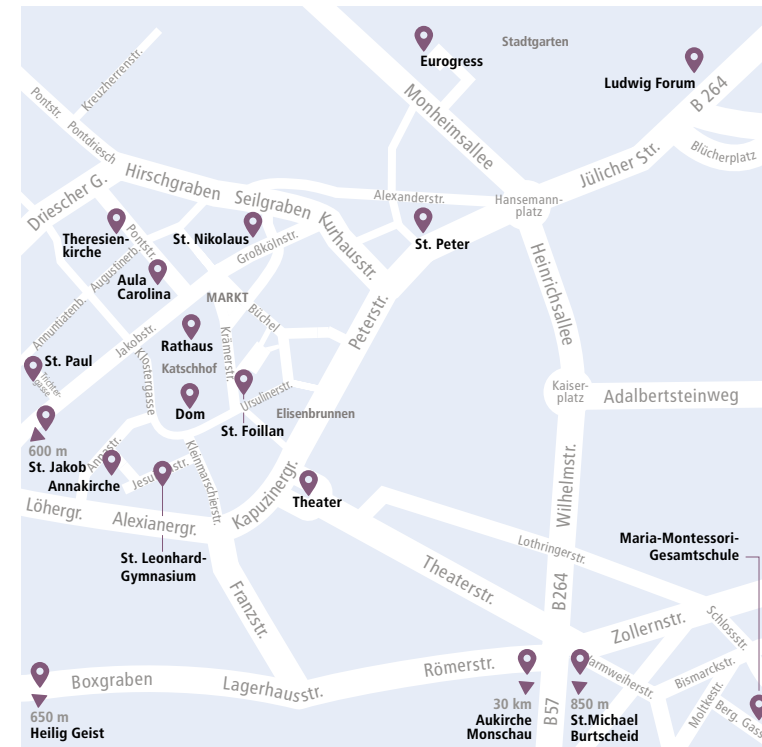 Stadtgarten
Eurogress
Ludwig Forum
B 264
Kreuzherrenstr.
Pontstr.
Pontdriesch
Monheimsallee
Blücherplatz
Jülicher Str.
Hirschgraben
Seilgraben
Driescher G.
Alexanderstr.
Hansemann-
platz
Theresien-
kirche
Pontstr.
St. Nikolaus
Kurhausstr.
St. Peter
Großkölnstr.
Augustinerb.
Aula
Carolina
Heinrichsallee
MARKT
Annuntiatenb.
Büchel
Peterstr.
Jakobstr.
Rathaus
Krämerstr.
St. Paul
Trichter-
gasse
Klostergasse
Katschhof
Ursulinerstr.
Kaiser-
platz
Adalbertsteinweg
Dom
Elisenbrunnen
St. Foillan
600 m
St. Jakob
Annastr.
Kleinmarschierstr.
Annakirche
Kapuzinergr.
Theater
Wilhelmstr.
Löhergr.
Alexianergr.
St. Leonhard-
Gymnasium
Lothringerstr.
Maria-Montessori-
Gesamtschule
Theaterstr.
B264
Franzstr.
Zollernstr.
Schlossstr.
Römerstr.
Boxgraben
Lagerhausstr.
Bismarckstr.
Moltkestr.
650 m
Heilig Geist
30 km
Aukirche
Monschau
B 57
850 m
St.Michael
Burtscheid